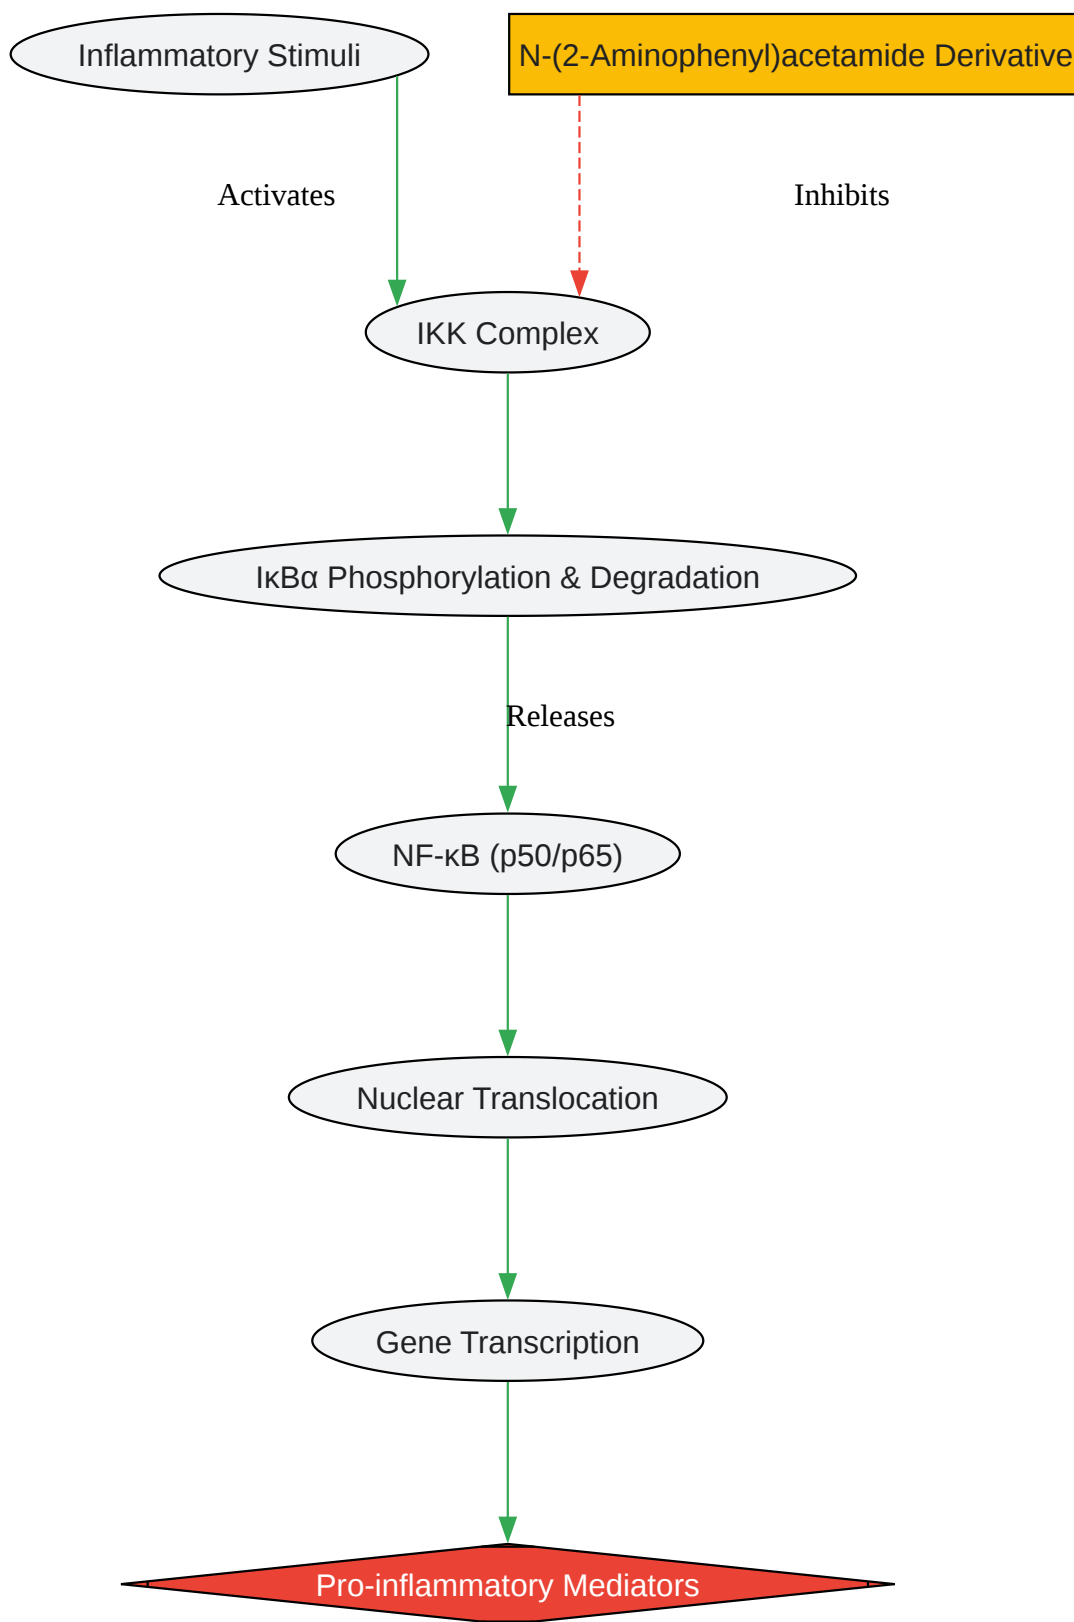 Inflammatory Stimuli
N-(2-Aminophenyl)acetamide Derivative
Activates
Inhibits
IKK Complex
IκBα Phosphorylation & Degradation
Releases
NF-κB (p50/p65)
Nuclear Translocation
Gene Transcription
Pro-inflammatory Mediators